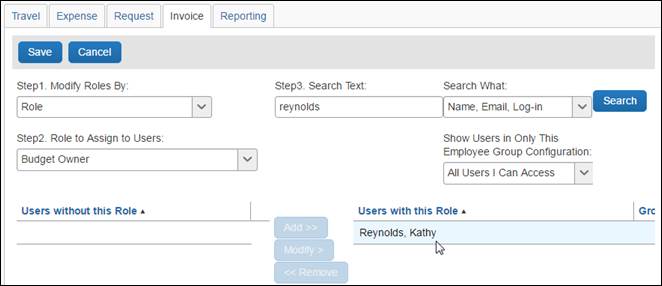 Travel Expense Request Invoice Reporting
Save Cancel
Step1. Modify Roles By: Step3. Search Text: Search What:
Role reynolds Name, Email, Log-in Search
Step2. Role to Assign to Users: Show Users in Only This
Employee Group Configuration:
Budget Owner All Users I Can Access
Users without this Role Users with this Role Gro
Add >> Reynolds, Kathy
Modify >
<< Remove